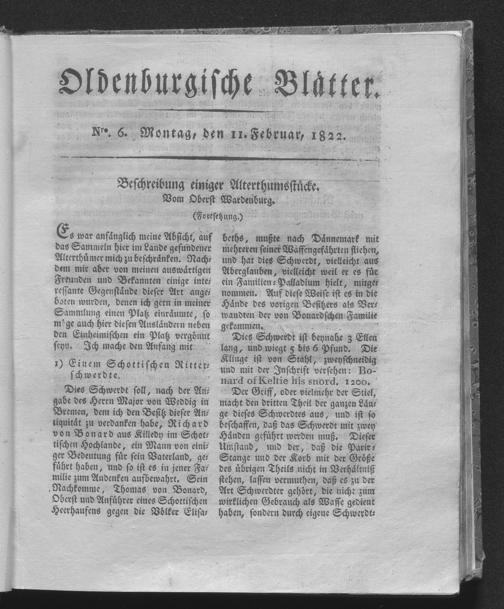 Oldenburgische Blätter.
Nro. 6. Montag, den 11. Februar, 1822.
Beschreibung einiger Alterthumsstücke.
Vom Oberst Wardenburg.
(Fortsetzung.)
Es war anfänglich meine Absicht, auf
das Sammeln hier im Lande gefundener
Alterthümer mich zu beschränken. Nach-
dem mir aber von meinen auswärtigen
Freunden und Bekannten einige inte-
ressante Gegenstände dieser Art ange-
boten wurden, denen ich gern in meiner
Sammlung einen Platz einräumte, so
mʼge auch hier diesen Ausländern neben
den Einheimischen ein Platz vergönnt
seyn. Ich mache den Anfang mit
1) Einem Schottischen Ritter-
schwerdte.
Dies Schwerdt soll, nach der An-
gabe des Herrn Major von Weddig in
Bremen, dem ich den Besitz dieser An-
tiquität zu verdanken habe, Richard
von Bonard aus Killedy im Schot-
tischen Hochlande, ein Mann von eini-
ger Bedeutung für sein Vaterland, ge-
führt haben, und so ist es in jener Fa-
milie zum Andenken aufbewahrt. Sein
Nachkomme, Thomas von Bonard,
Oberst und Anführer eines Schottischen
Heerhaufens gegen die Völker Elisa-
beths, mußte nach Dännemark mit
mehreren seiner Waffengefährten fliehen,
und hat dies Schwerdt, vielleicht aus
Aberglauben, vielleicht weil er es für
ein Familien-Palladium hielt, mitge-
nommen. Auf diese Weise ist es in die
Hände des vorigen Besitzers als Ver-
wandten der von Bonardschen Familie
gekommen.
Dies Schwerdt ist beynahe 3 Ellen
lang, und wiegt 5 bis 6 Pfund. Die
Klinge ist von Stahl, zweyschneidig
und mit der Inschrift versehen: Bo-
nard of Keltie his snord. 1200.
Der Griff, oder vielmehr der Stiel,
macht den dritten Theil der ganzen Län-
ge dieses Schwerdtes aus, und ist so
beschaffen, daß das Schwerdt mit zwey
Händen geführt werden muß. Dieser
Umstand, und der, daß die Parir-
Stange und der Korb mit der Größe
des übrigen Theils nicht in Verhältniß
stehen, lassen vermuthen, daß es zu der
Art Schwerdter gehört, die nicht zum
wirklichen Gebrauch als Waffe gedient
haben, sondern durch eigene Schwerdt-